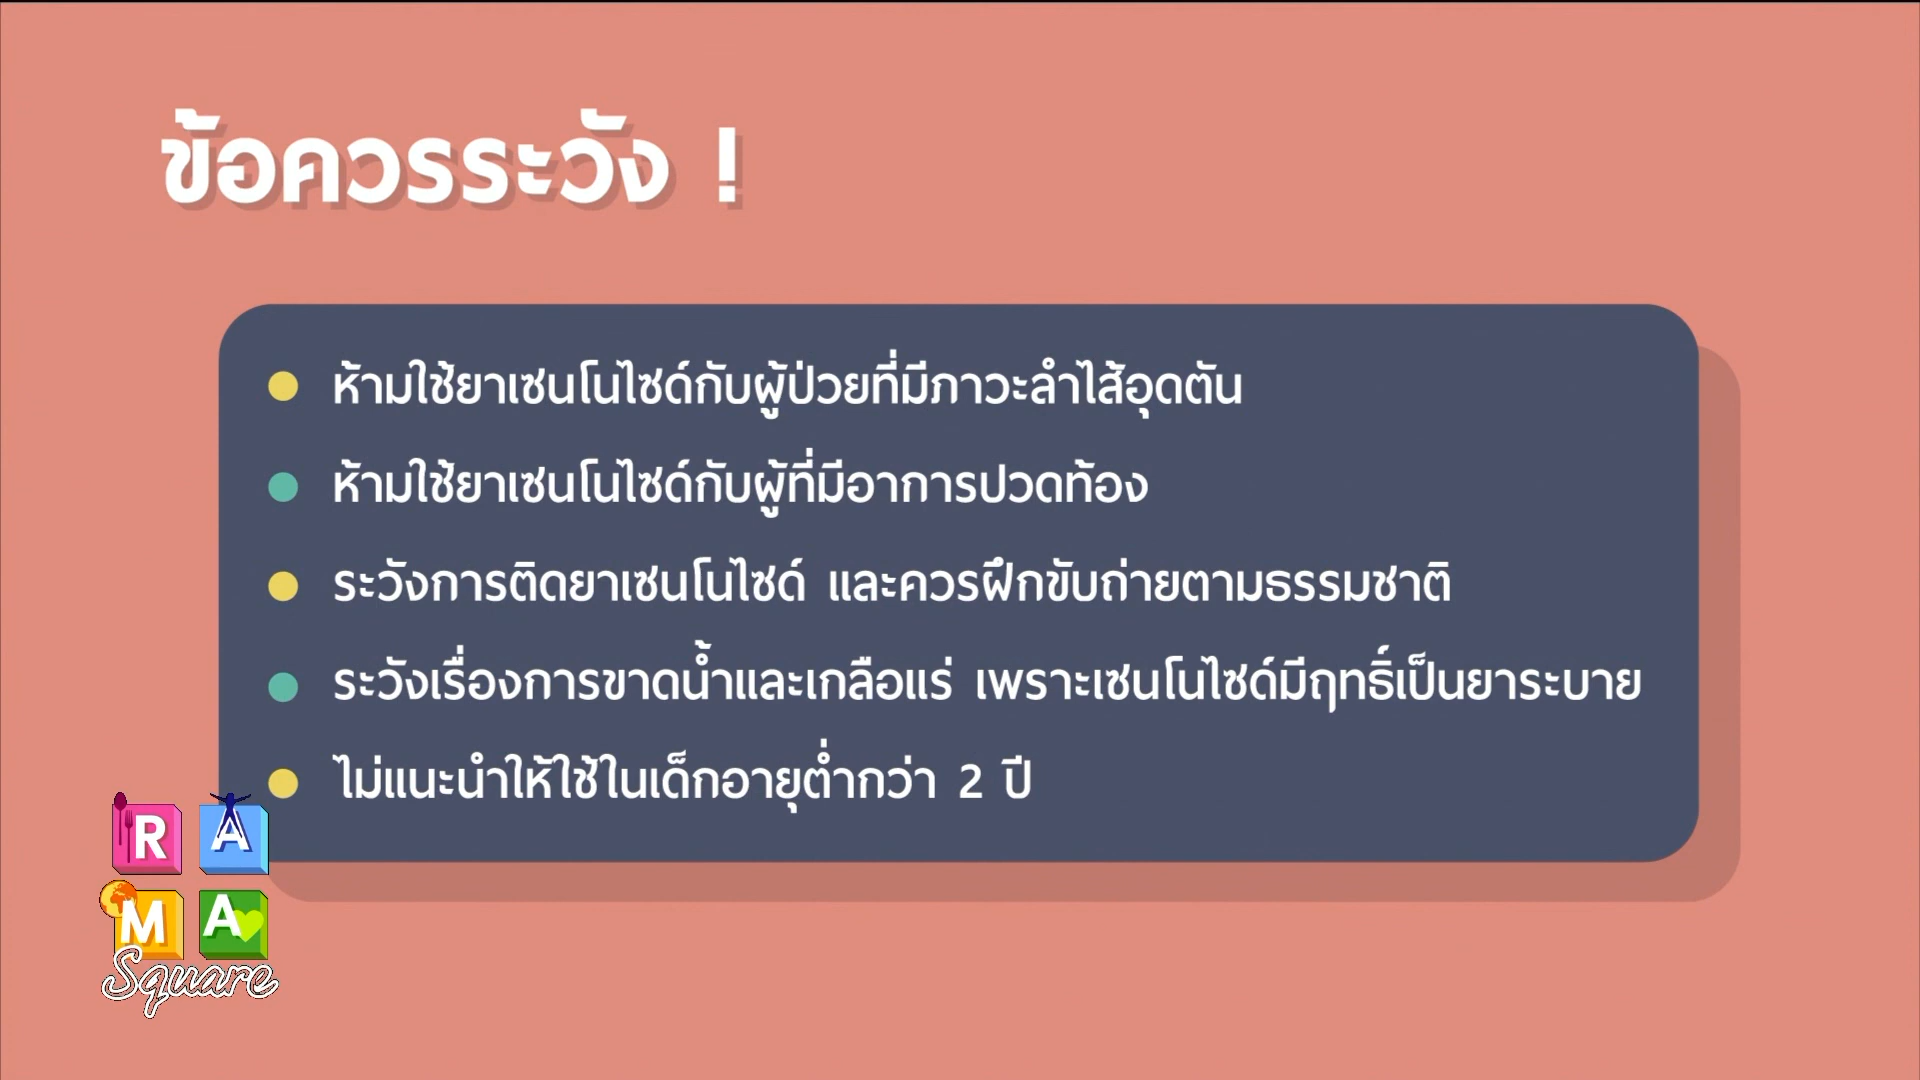 ข้อควรระวัง !
ห้ามใช้ยาเซนโนไซด์กับผู้ป่วยที่มีภาวะลำไส้อุดตัน
ห้ามใช้ยาเซนโนไซด์กับผู้ที่มีอาการปวดท้อง
ระวังการติดยาเซนโนไซด์ และควรฝึกขับถ่ายตามธรรมชาติ
ระวังเรื่องการขาดน้ำและเกลือแร่ เพราะเซนโนไซด์มีฤทธิ์เป็นยาระบาย
ไม่แนะนำให้ใช้ในเด็กอายุต่ำกว่า 2 ปี
RA
MA
Square